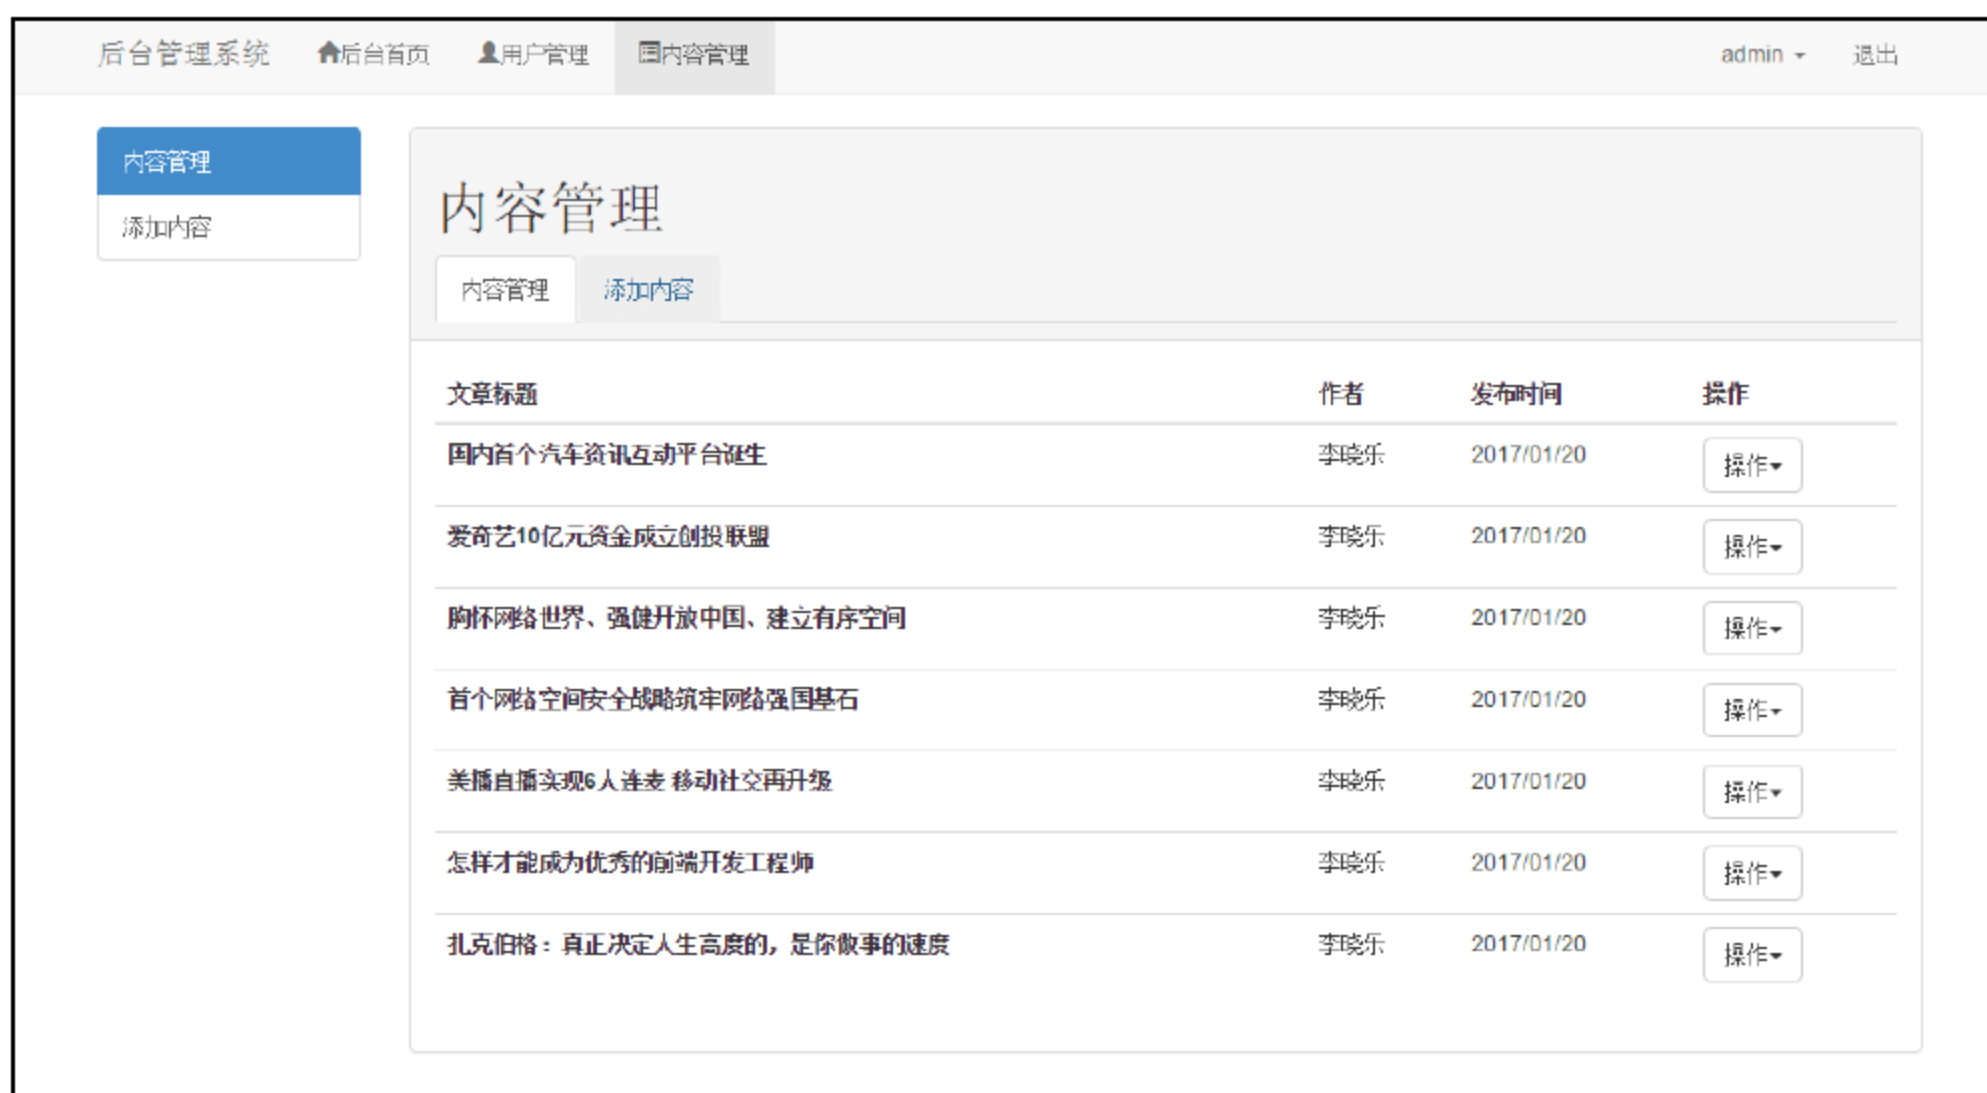 后台管理系统 后台首页 用户管理 内容管理 admin 退出
内容管理
添加内容
内容管理
内容管理 添加内容
文章标题 作者 发布时间 操作
国内首个汽车资讯互动平台诞生 李晓乐 2017/01/20 操作
爱奇艺10亿元资金成立创投联盟 李晓乐 2017/01/20 操作
胸怀网络世界、强健开放中国、建立有序空间 李晓乐 2017/01/20 操作
首个网络空间安全战略筑牢网络强国基石 李晓乐 2017/01/20 操作
美播直播实现6人连麦 移动社交再升级 李晓乐 2017/01/20 操作
怎样才能成为优秀的前端开发工程师 李晓乐 2017/01/20 操作
扎克伯格：真正决定人生高度的，是你做事的速度 李晓乐 2017/01/20 操作